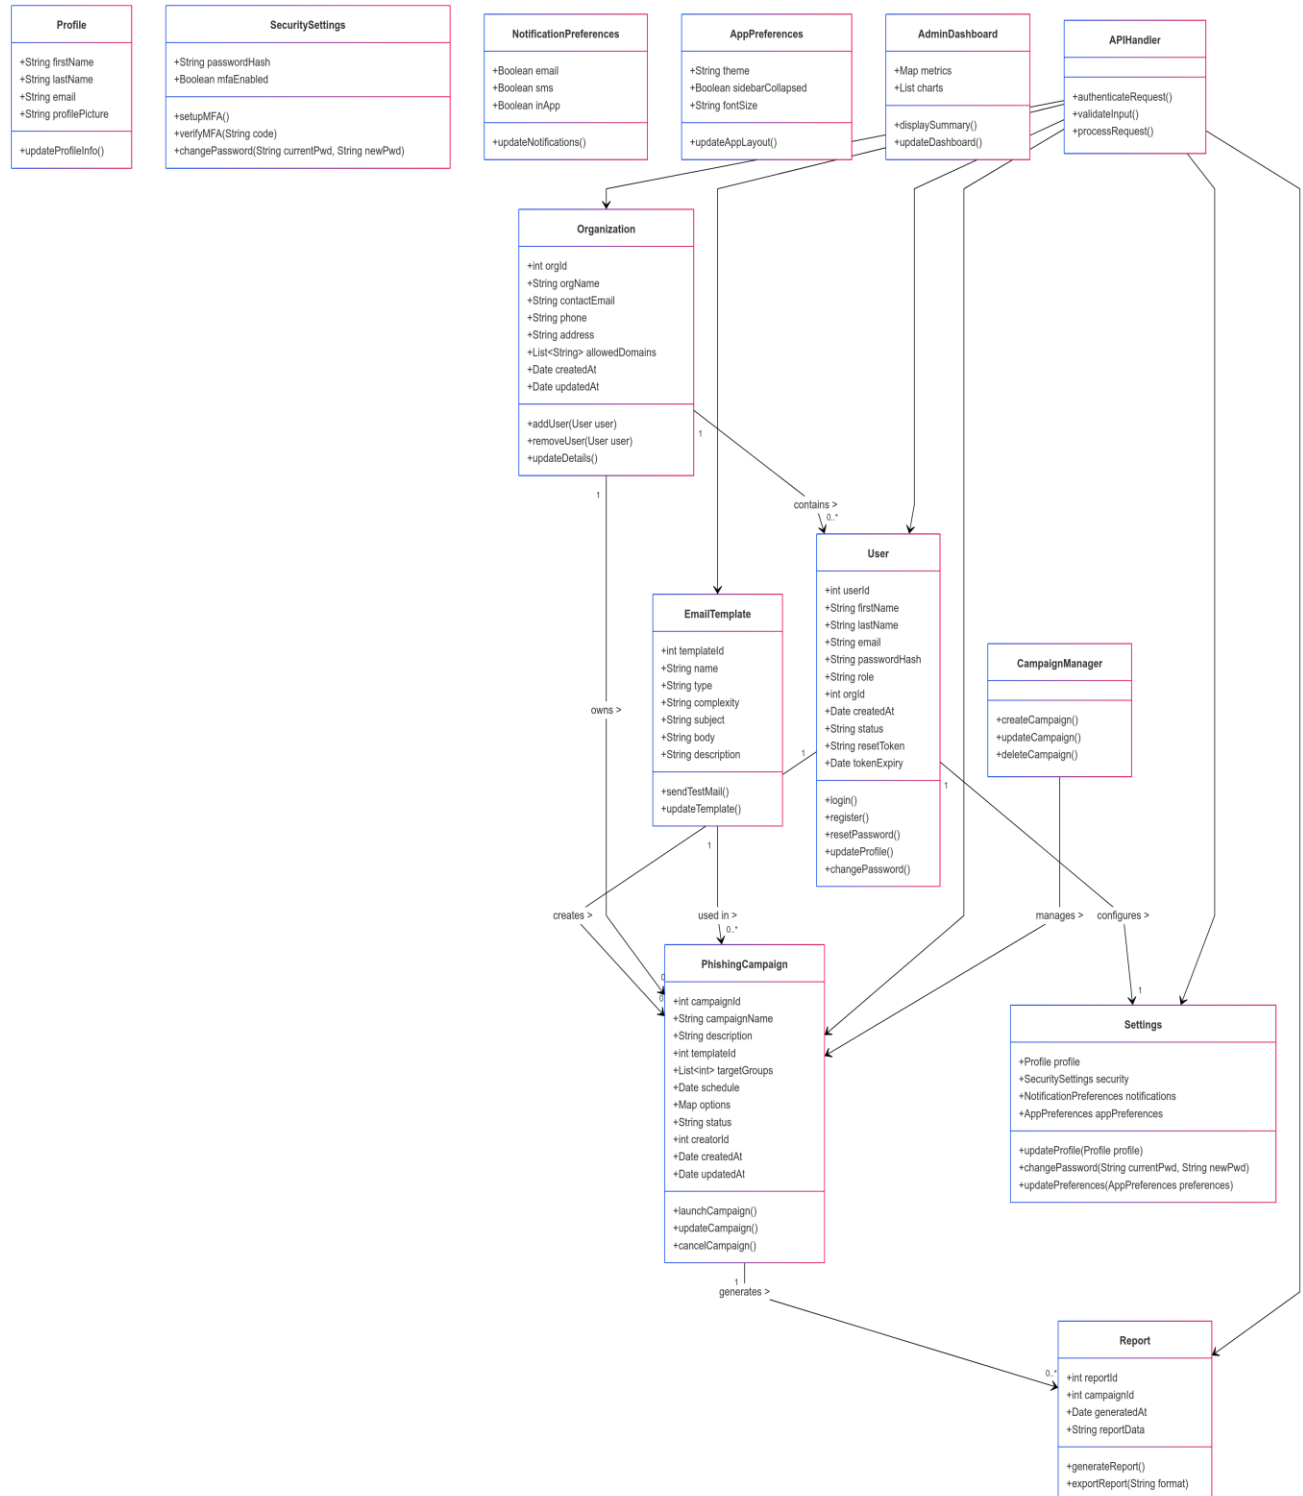 Profile
+String firstName
+String lastName
+String email
+String profilePicture
+updateProfileInfo()
SecuritySettings
+String passwordHash
+Boolean mfaEnabled
+setupMFA()
+verifyMFA(String code)
+changePassword(String currentPwd, String newPwd)
NotificationPreferences
+Boolean email
+Boolean sms
+Boolean inApp
+updateNotifications()
AppPreferences
+String theme
+Boolean sidebarCollapsed
+String fontSize
+updateAppLayout()
AdminDashboard
+Map metrics
+List charts
+displaySummary()
+updateDashboard()
APIHandler
+authenticateRequest()
+validateInput()
+processRequest()
Organization
+int orgId
+String orgName
+String contactEmail
+String phone
+String address
+List<String> allowedDomains
+Date createdAt
+Date updatedAt
+addUser(User user)
+removeUser(User user)
+updateDetails()
1
1
contains >
0..*
User
+int userId
+String firstName
+String lastName
+String email
+String passwordHash
+String role
+int orgId
+Date createdAt
+String status
+String resetToken
+Date tokenExpiry
+login()
+register()
+resetPassword()
+updateProfile()
+changePassword()
EmailTemplate
+int templateId
+String name
+String type
+String complexity
+String subject
+String body
+String description
+sendTestMail()
+updateTemplate()
CampaignManager
+createCampaign()
+updateCampaign()
+deleteCampaign()
owns >
1
1
1
creates >
used in >
0..*
manages >
configures >
1
0
0
PhishingCampaign
+int campaignId
+String campaignName
+String description
+int templateId
+List<int> targetGroups
+Date schedule
+Map options
+String status
+int creatorId
+Date createdAt
+Date updatedAt
+launchCampaign()
+updateCampaign()
+cancelCampaign()
Settings
+Profile profile
+SecuritySettings security
+NotificationPreferences notifications
+AppPreferences appPreferences
+updateProfile(Profile profile)
+changePassword(String currentPwd, String newPwd)
+updatePreferences(AppPreferences preferences)
1
generates >
0..*
Report
+int reportId
+int campaignId
+Date generatedAt
+String reportData
+generateReport()
+exportReport(String format)